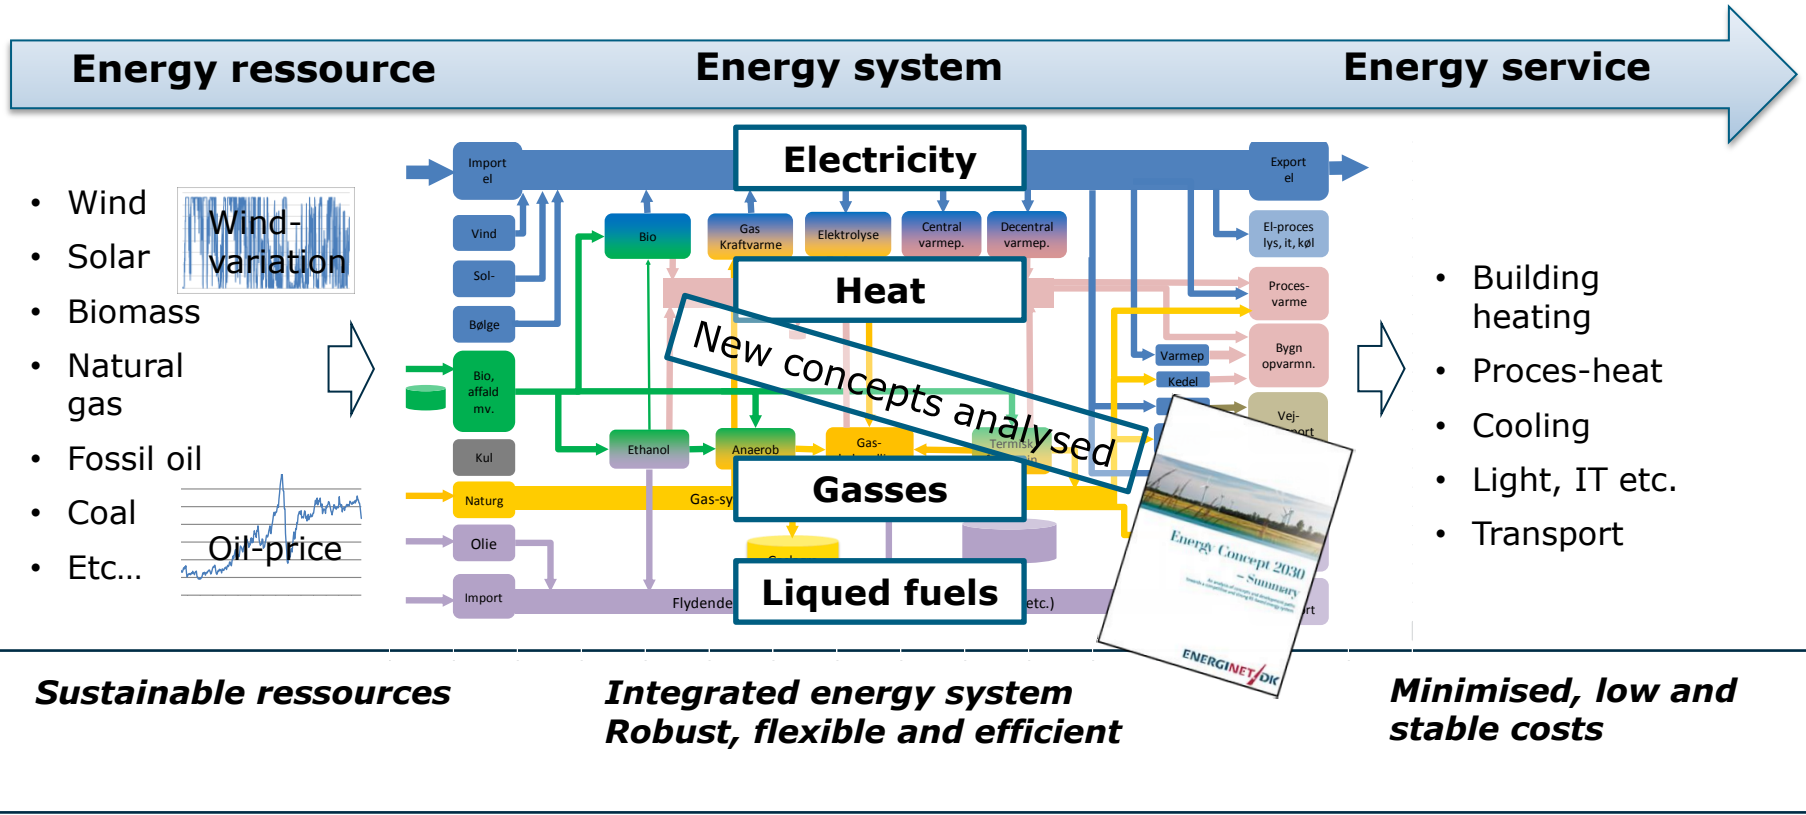 Energy ressource
Energy system
Energy service
• Wind
• Solar
• Biomass
• Natural
gas
• Fossil oil
• Coal
• Etc...
Wind-
variation
Oil-price
Import
el
Vind
Sol-
Bølge
Bio,
affald
mv.
Kul
Naturg
Olie
Import
Electricity
Bio
Gas
Kraftvarme
Elektrolyse
Central
varmep.
Decentral
varmep.
Heat
New concepts analysed
Ethanol
Anaerob
Gas-
Termisk
Gas-sy
Gasses
Flydende
Liqued fuels
etc.)
Export
el
El-proces
lys, it, køl
Proces-
varme
Bygn
opvarmn.
Varmep
Kedel
Vej-
Energy Concept 2030
– Summary
ENERGINET/DK
• Building
heating
• Proces-heat
• Cooling
• Light, IT etc.
• Transport
Sustainable ressources
Integrated energy system
Robust, flexible and efficient
Minimised, low and
stable costs